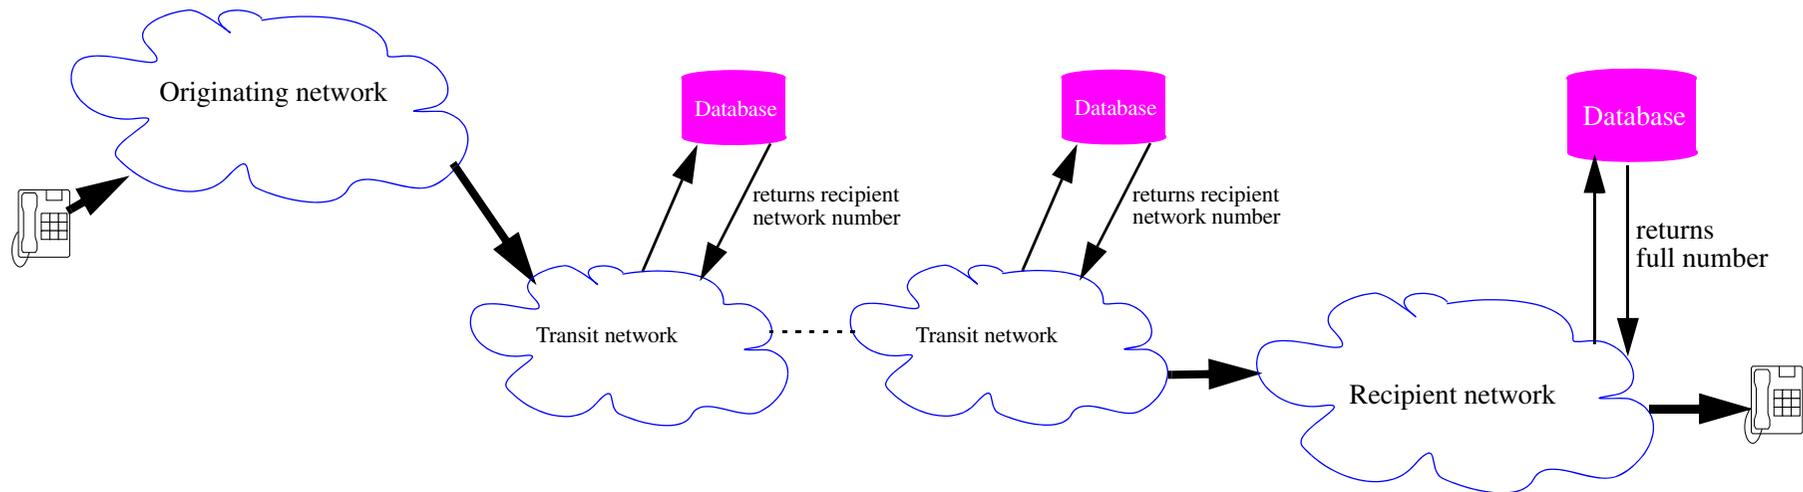 Originating network
Database
returns recipient
network number
Transit network
Database
returns recipient
network number
Transit network
Database
returns
full number
Recipient network